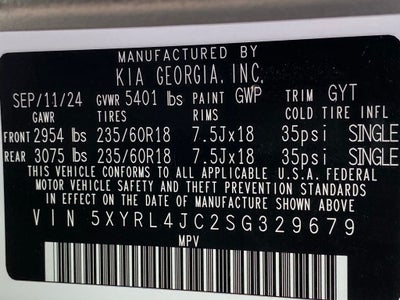 MANUFACTURED BY
KIA GEORGIA, INC.
SEP/11/24 GVWR 5401 lbs PAINT GWP TRIM GYT
GAWR TIRES RIMS COLD TIRE INFL
FRONT 2954 lbs 235/60R18 7.5Jx18 35psi SINGLE
REAR 3075 lbs 235/60R18 7.5Jx18 35psi SINGLE
THIS VEHICLE CONFORMS TO ALL APPLICABLE U.S.A. FEDERAL
MOTOR VEHICLE SAFETY AND THEFT PREVENTION STANDARDS
IN EFFECT ON THE DATE OF MANUFACTURE SHOWN ABOVE.
VIN 5XYRL4JC2SG329679
MPV